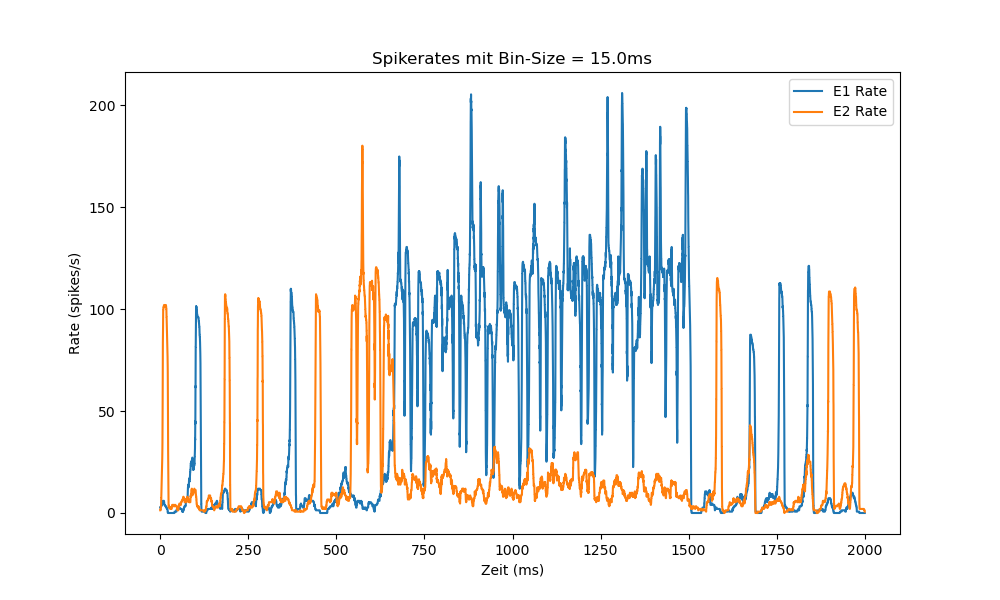 Spikerates mit Bin-Size = 15.0ms
E1 Rate
E2 Rate
Rate (spikes/s)
200
150
100
50
0
0 250 500 750 1000 1250 1500 1750 2000
Zeit (ms)